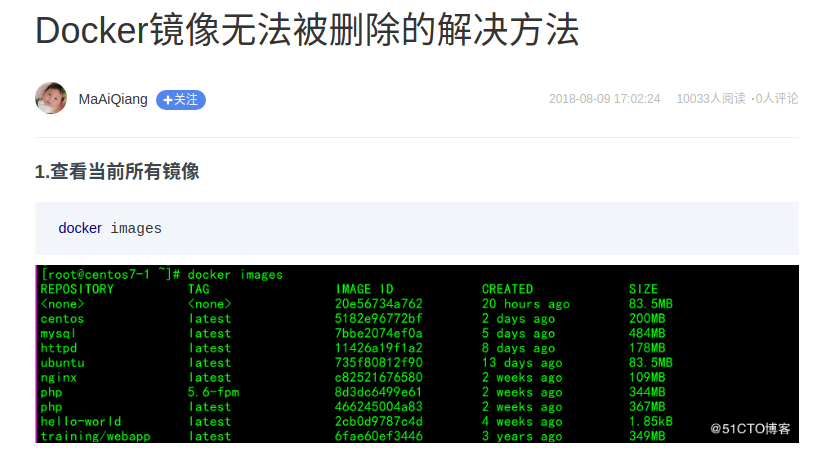 Docker镜像无法被删除的解决方法
MaAiQiang +关注 2018-08-09 17:02:24 10033人阅读 ·0人评论
1.查看当前所有镜像
docker images
[root@centos7-1 ~]# docker images
REPOSITORY TAG IMAGE ID CREATED SIZE
<none> <none> 20e56734a762 20 hours ago 83.5MB
centos latest 5182e96772bf 2 days ago 200MB
mysql latest 7bbe2074ef0a 5 days ago 484MB
httpd latest 11426a19f1a2 8 days ago 178MB
ubuntu latest 735f80812f90 13 days ago 83.5MB
nginx latest c82521676580 2 weeks ago 109MB
php 5.6-fpm 8d3dc6499e61 2 weeks ago 344MB
php latest 466245004a83 2 weeks ago 367MB
hello-world latest 2cb0d9787c4d 4 weeks ago 1.85kB
training/webapp latest 6fae60ef3446 3 years ago 349MB
@51CTO博客